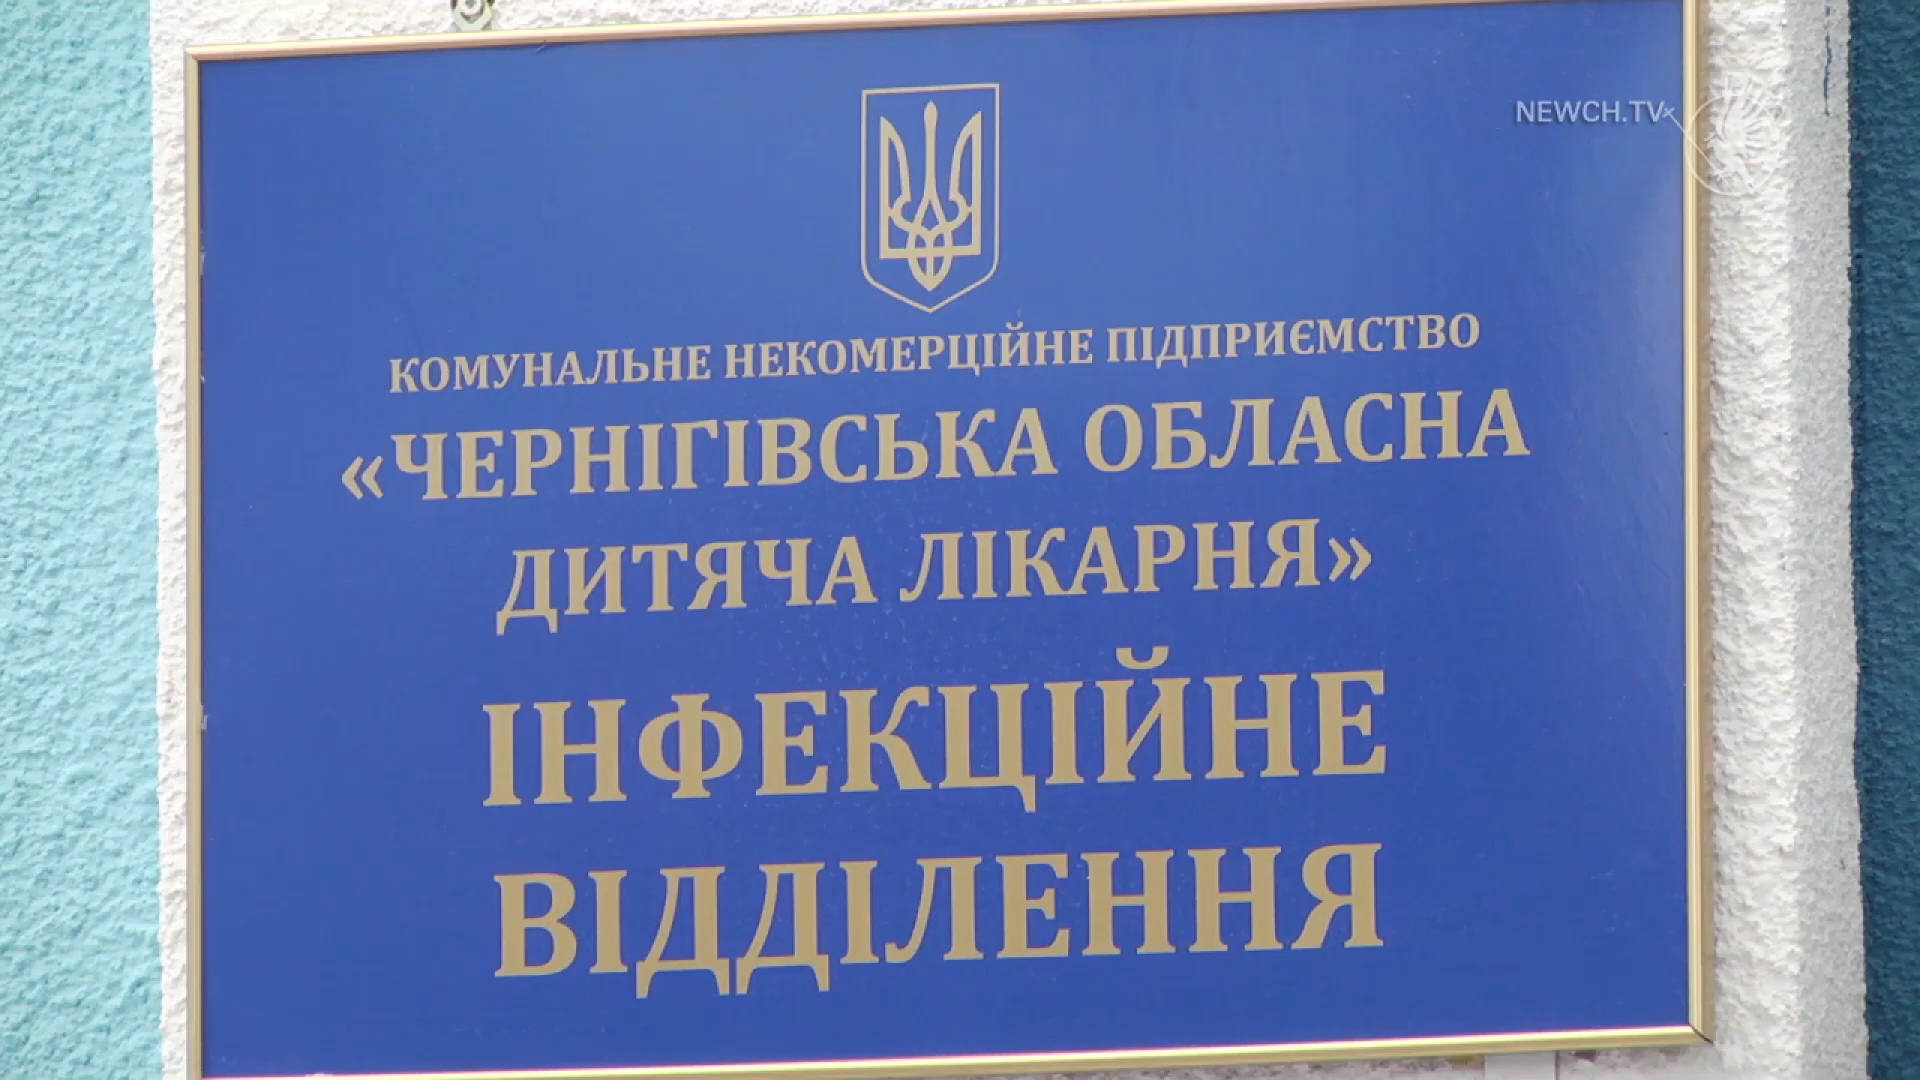 NEWCH.TV
КОМУНАЛЬНЕ НЕКОМЕРЦІЙНЕ ПІДПРИЄМСТВО
«ЧЕРНІГІВСЬКА ОБЛАСНА
ДИТЯЧА ЛІКАРНЯ»
ІНФЕКЦІЙНЕ
ВІДДІЛЕННЯ